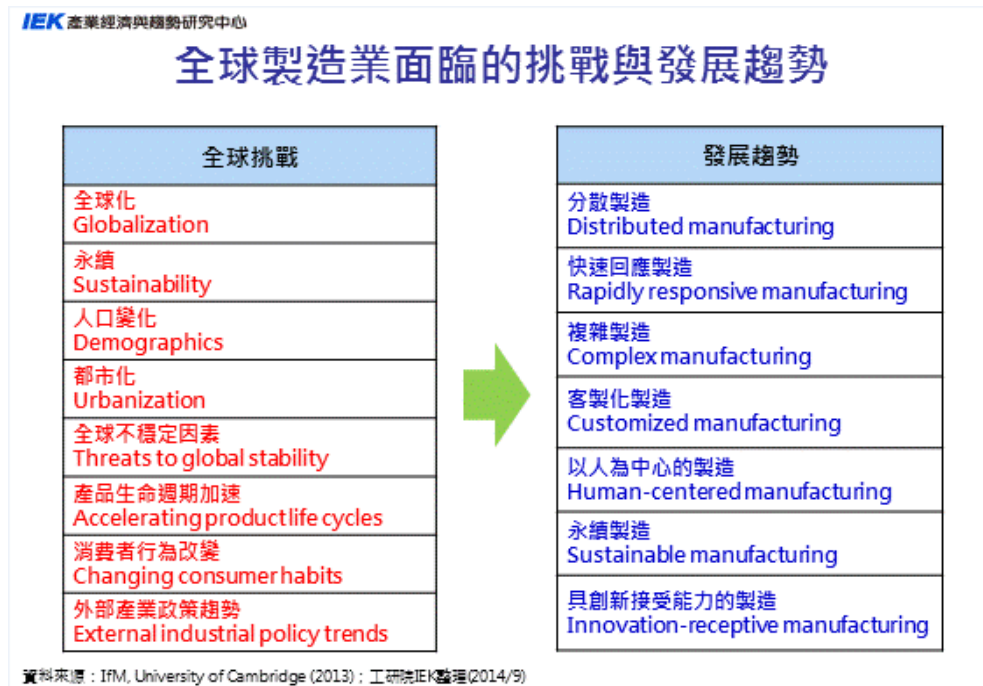 IEK 產業經濟與趨勢研究中心
全球製造業面臨的挑戰與發展趨勢
全球挑戰
全球化
Globalization
永續
Sustainability
人口變化
Demographics
都市化
Urbanization
全球不穩定因素
Threats to global stability
產品生命週期加速
Accelerating product life cycles
消費者行為改變
Changing consumer habits
外部產業政策趨勢
External industrial policy trends
發展趨勢
分散製造
Distributed manufacturing
快速回應製造
Rapidly responsive manufacturing
複雜製造
Complex manufacturing
客製化製造
Customized manufacturing
以人為中心的製造
Human-centered manufacturing
永續製造
Sustainable manufacturing
具創新接受能力的製造
Innovation-receptive manufacturing
資料來源：IfM, University of Cambridge (2013)；工研院IEK整理(2014/9)